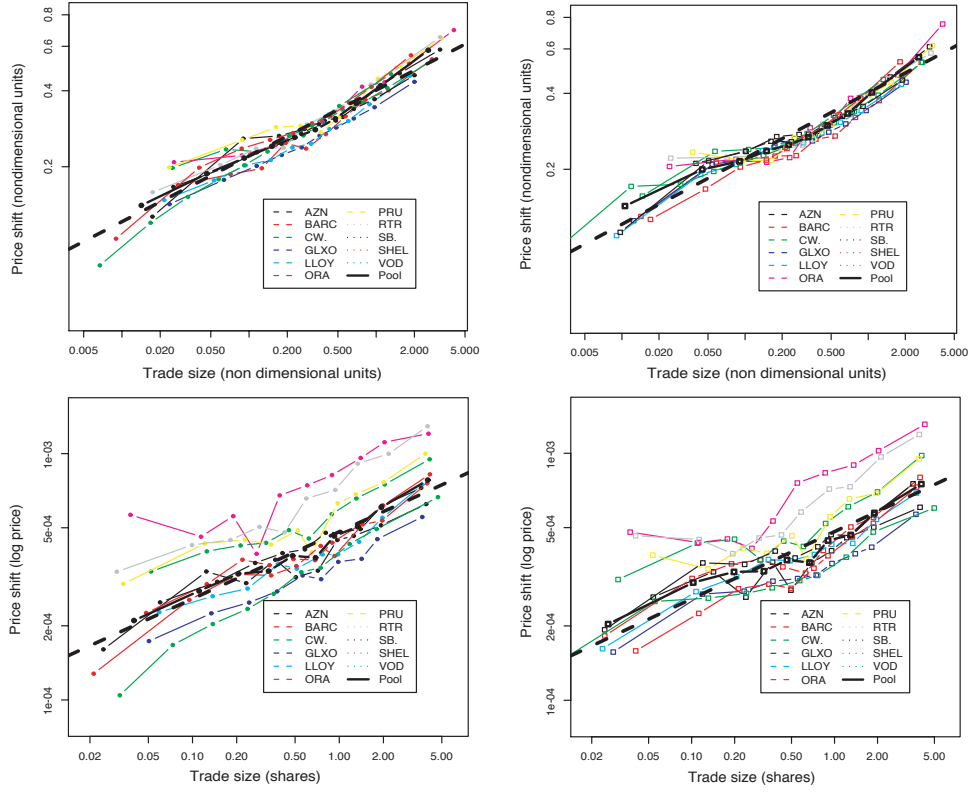 Price shift (nondimensional units)
0.8
0.6
0.4
0.2
AZN PRU
BARC RTR
CW. SB.
GLXO SHEL
LLOY VOD
ORA Pool
0.005 0.020 0.050 0.200 0.500 2.000 5.000
Trade size (non dimensional units)
Price shift (nondimensional units)
0.8
0.6
0.4
0.2
AZN PRU
BARC RTR
CW. SB.
GLXO SHEL
LLOY VOD
ORA Pool
0.005 0.020 0.050 0.200 0.500 2.000 5.000
Trade size (non dimensional units)
Price shift (log price)
1e-03
5e-04
2e-04
1e-04
AZN PRU
BARC RTR
CW. SB.
GLXO SHEL
LLOY VOD
ORA Pool
0.02 0.05 0.10 0.20 0.50 1.00 2.00 5.00
Trade size (shares)
Price shift (log price)
1e-03
5e-04
2e-04
1e-04
AZN PRU
BARC RTR
CW. SB.
GLXO SHEL
LLOY VOD
ORA Pool
0.02 0.05 0.10 0.20 0.50 1.00 2.00 5.00
Trade size (shares)